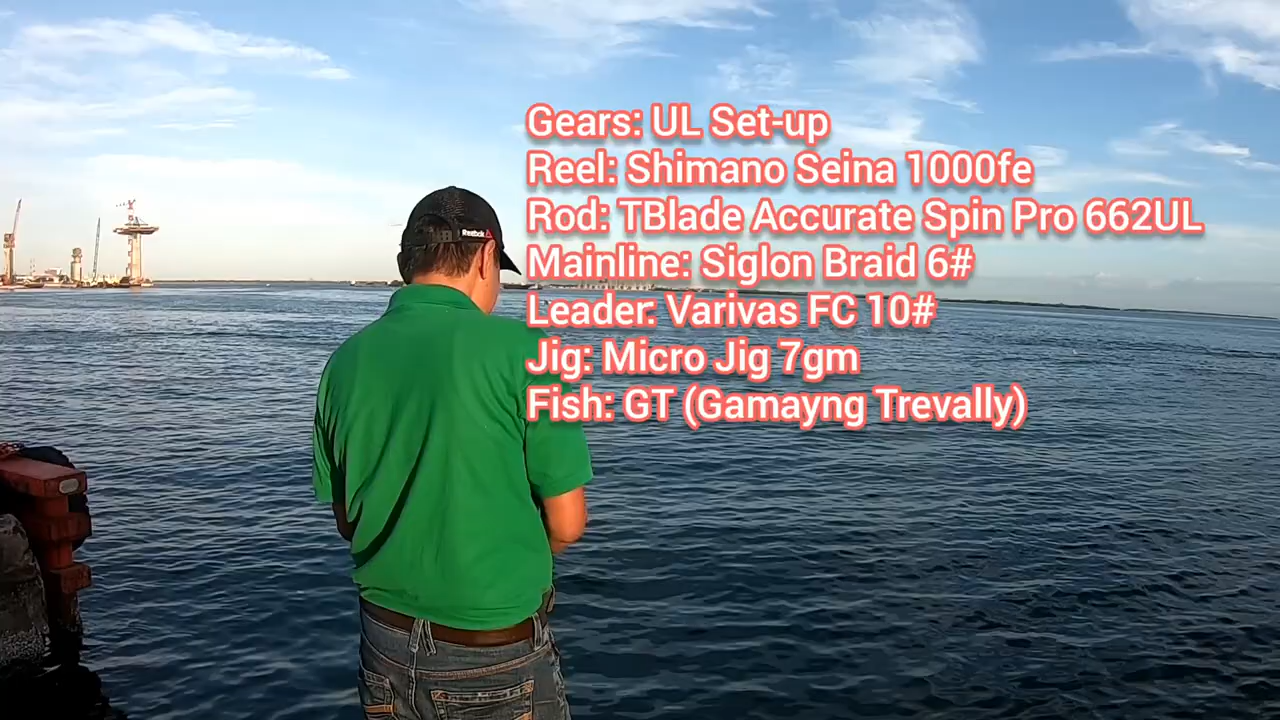 Gears: UL Set-up
Reel: Shimano Seina 1000fe
Rod: TBlade Accurate Spin Pro 662UL
Mainline: Siglon Braid 6#
Leader: Varivas FC 10#
Jig: Micro Jig 7gm
Fish: GT (Gamayng Trevally)
Reebok